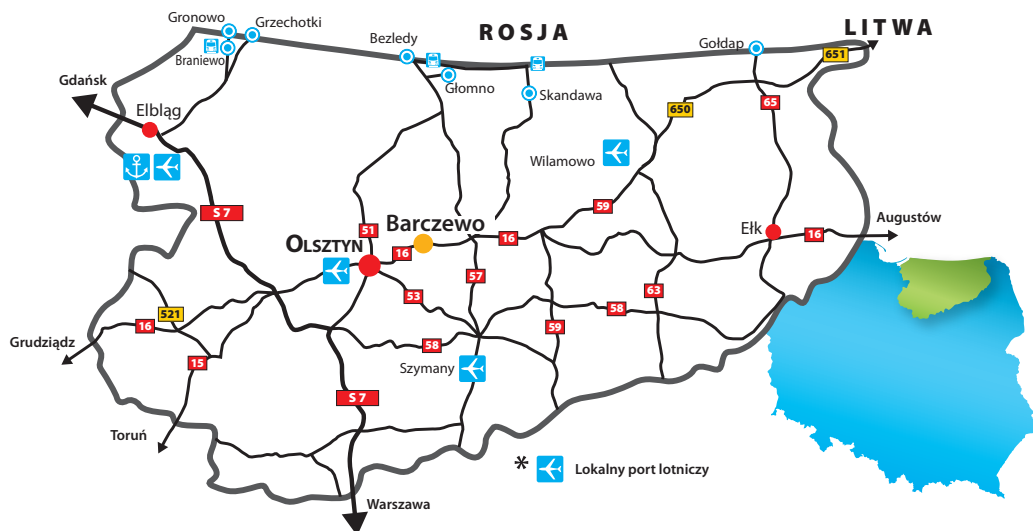 ROSJA
LITWA
Gronowo
Grzechotki
Braniewo
Bezledy
Głomno
Skandawa
Gołdap
651
Gdańsk
Elbląg
65
650
Wilamowo
S 7
59
51
Barczewo
16
16
Ełk
16
Augustów
OLSZTYN
57
53
63
58
521
16
59
58
15
Grudziądz
Szymany
S 7
Toruń
* Lokalny port lotniczy
Warszawa